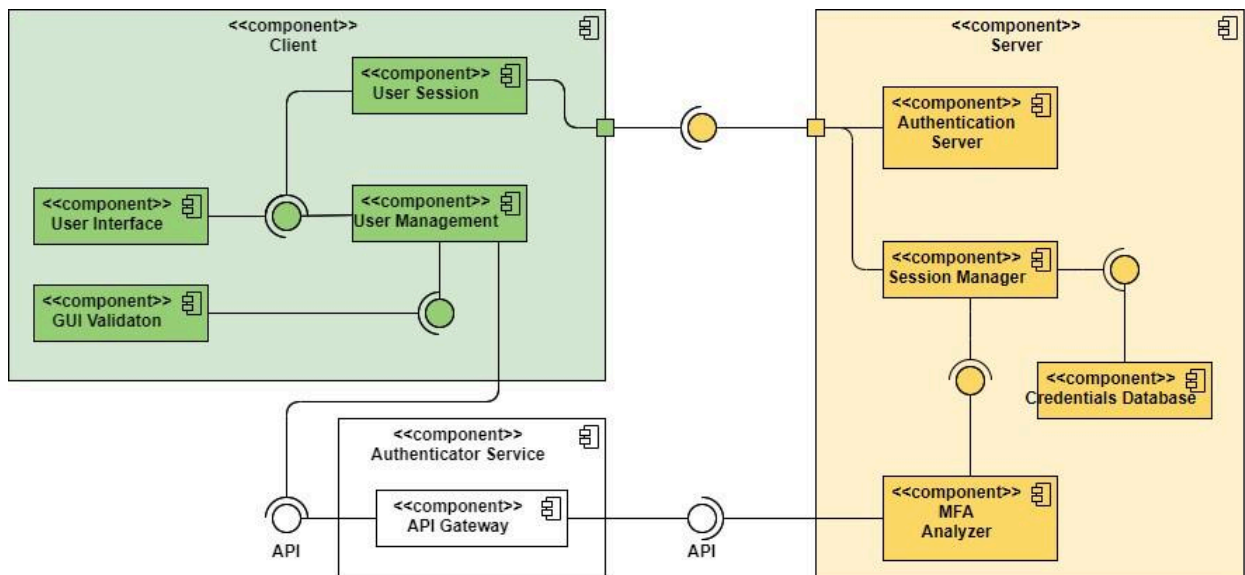 <<component>>
Client
<<component>>
User Session
<<component>>
User Interface
<<component>>
User Management
<<component>>
GUI Validaton
<<component>>
Server
<<component>>
Authentication
Server
<<component>>
Session Manager
<<component>>
Credentials Database
<<component>>
Authenticator Service
<<component>>
API Gateway
API
API
<<component>>
MFA
Analyzer